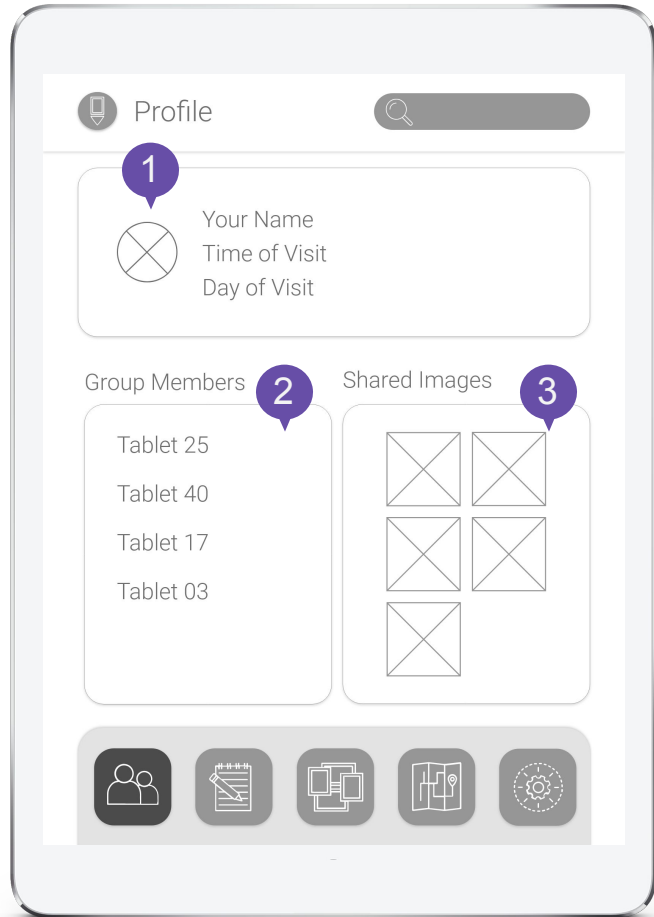 Profile
1
Your Name
Time of Visit
Day of Visit
Group Members
2
Shared Images
3
Tablet 25
Tablet 40
Tablet 17
Tablet 03